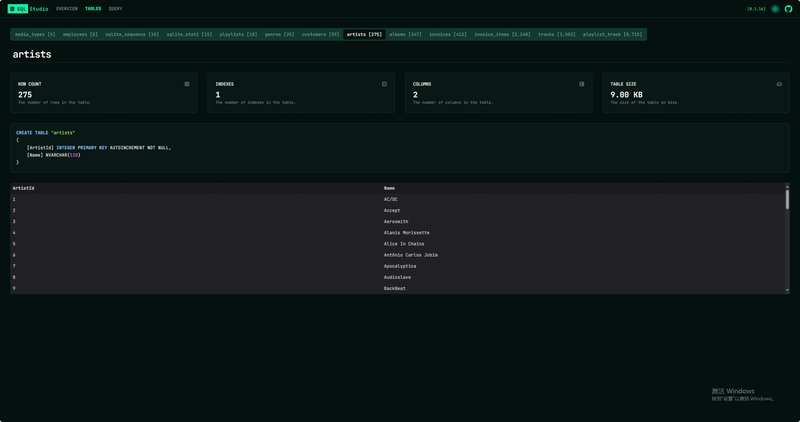 SQL Studio OVERVIEW TABLES QUERY [0.1.16]
media_types [5] employees [8] sqlite_sequence [10] sqlite_stat1 [15] playlists [18] genres [25] customers [59] artists [275] albums [347] invoices [412] invoice_items [2,240] tracks [3,503] playlist_track [8,715]
artists
ROW COUNT INDEXES COLUMNS TABLE SIZE
275 1 2 9.00 KB
The number of rows in the table. The number of indexes in the table. The number of columns in the table. The size of the table on disk.
CREATE TABLE "artists"
(
[ArtistId] INTEGER PRIMARY KEY AUTOINCREMENT NOT NULL,
[Name] NVARCHAR(120)
)
ArtistId Name
1 AC/DC
2 Accept
3 Aerosmith
4 Alanis Morissette
5 Alice In Chains
6 Antônio Carlos Jobim
7 Apocalyptica
8 Audioslave
9 BackBeat
激活 Windows
转到"设置"以激活 Windows。